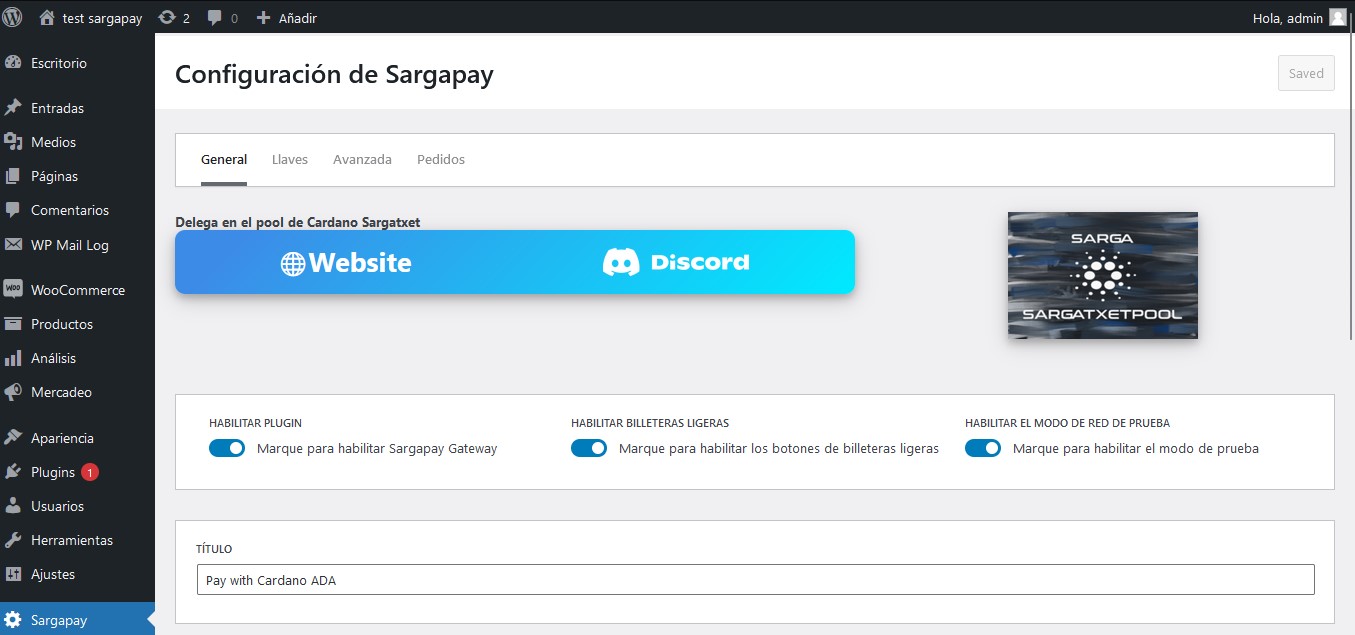 test sargapay 2 0 Añadir Hola, admin
Escritorio
Entradas
Medios
Páginas
Comentarios
WP Mail Log
WOO WooCommerce
Productos
Análisis
Mercadeo
Apariencia
Plugins 1
Usuarios
Herramientas
Ajustes
Sargapay
Configuración de Sargapay
Saved
General Llaves Avanzada Pedidos
Delega en el pool de Cardano Sargatxet
Website Discord
SARGA
SARGATXETPOOL
HABILITAR PLUGIN
Marque para habilitar Sargapay Gateway
HABILITAR BILLETERAS LIGERAS
Marque para habilitar los botones de billeteras ligeras
HABILITAR EL MODO DE RED DE PRUEBA
Marque para habilitar el modo de prueba
TÍTULO
Pay with Cardano ADA